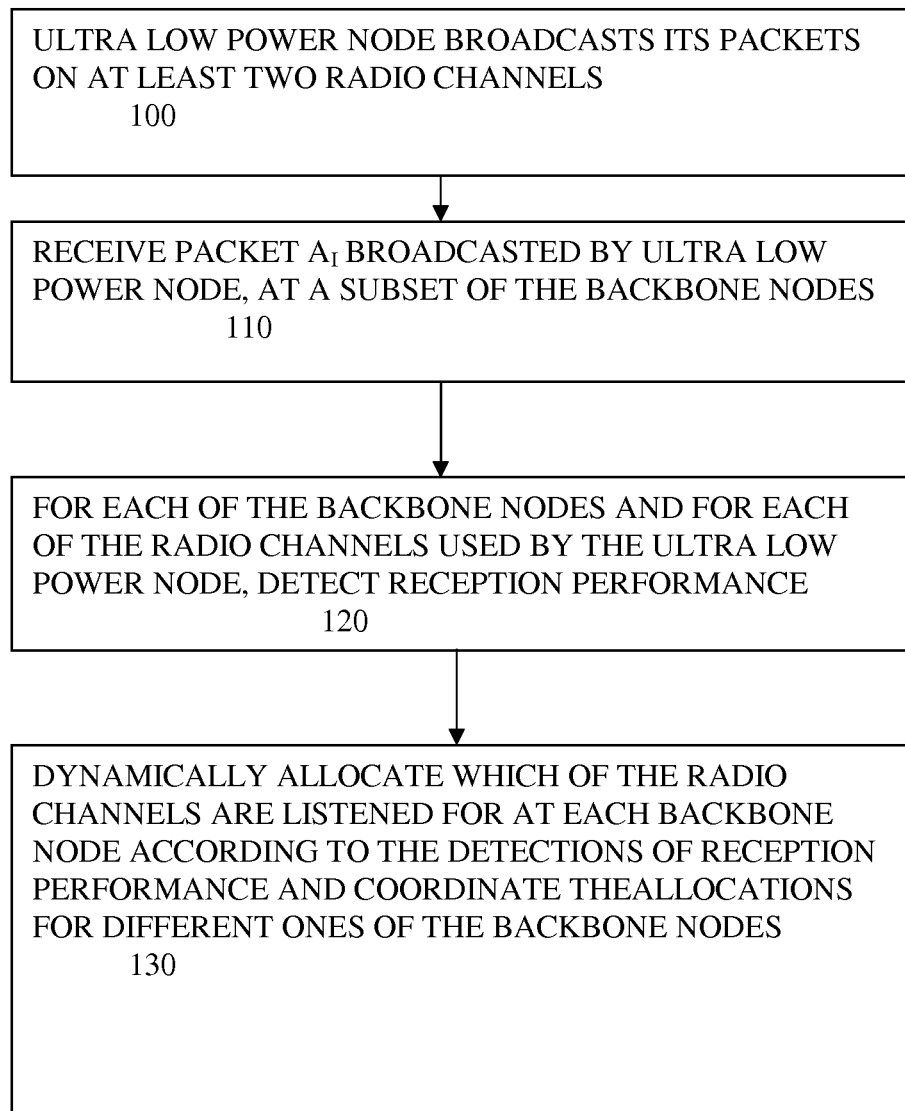 ULTRA LOW POWER NODE BROADCASTS ITS PACKETS
ON AT LEAST TWO RADIO CHANNELS
100
RECEIVE PACKET A_I BROADCASTED BY ULTRA LOW
POWER NODE, AT A SUBSET OF THE BACKBONE NODES
110
FOR EACH OF THE BACKBONE NODES AND FOR EACH
OF THE RADIO CHANNELS USED BY THE ULTRA LOW
POWER NODE, DETECT RECEPTION PERFORMANCE
120
DYNAMICALLY ALLOCATE WHICH OF THE RADIO
CHANNELS ARE LISTENED FOR AT EACH BACKBONE
NODE ACCORDING TO THE DETECTIONS OF RECEPTION
PERFORMANCE AND COORDINATE THEALLOCATIONS
FOR DIFFERENT ONES OF THE BACKBONE NODES
130